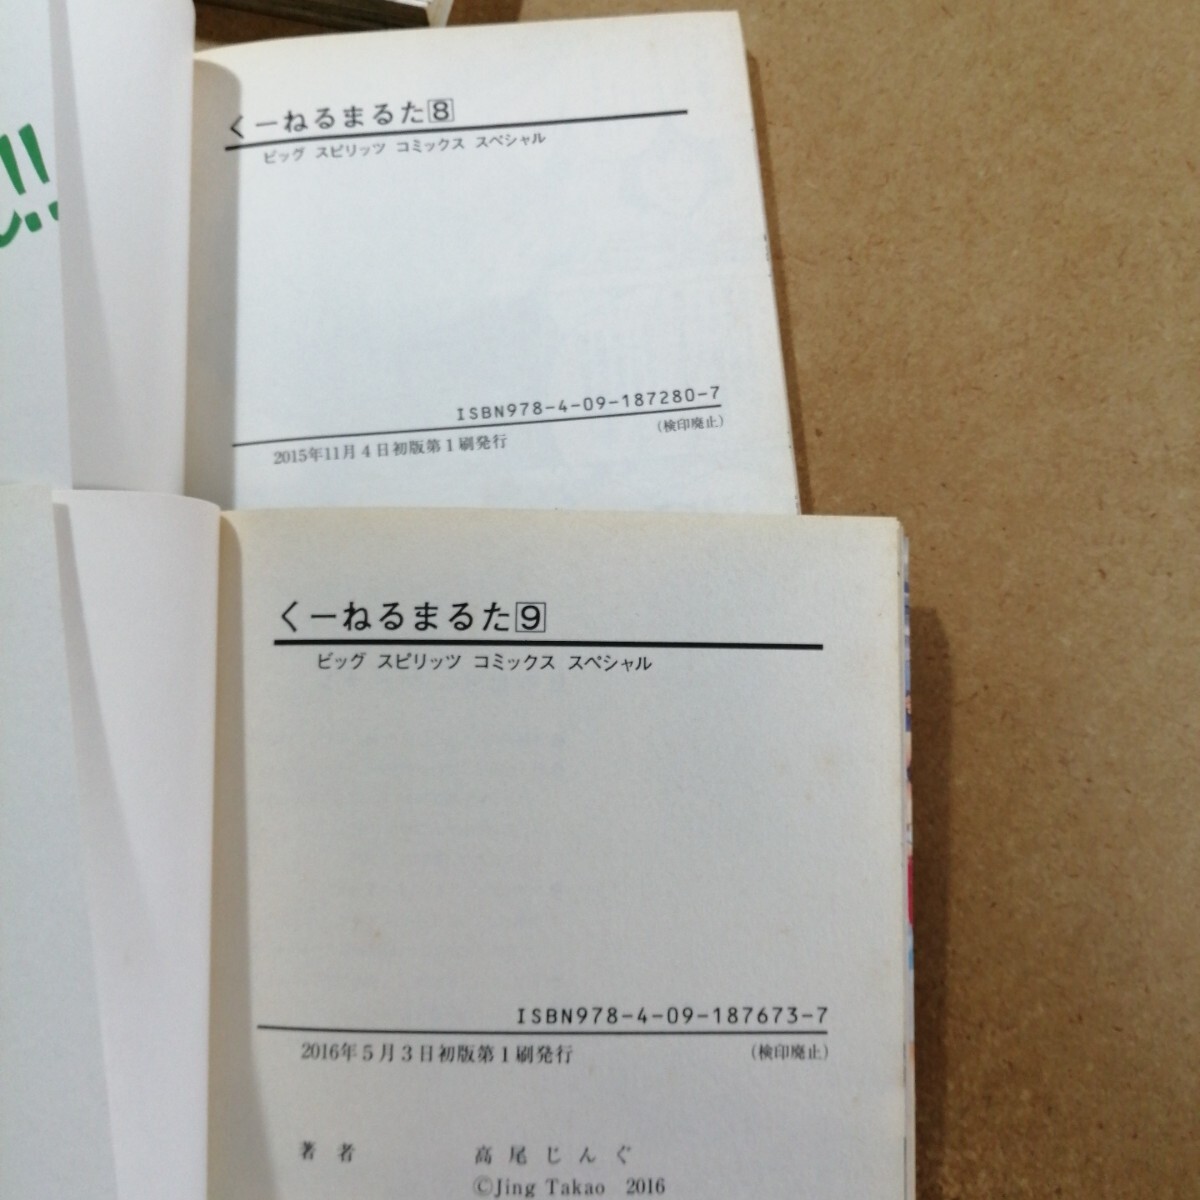 くーねるまるた8
ビッグ スピリッツ コミックス スペシャル
ISBN978-4-09-187280-7
(検印廃止)
2015年11月4日初版第1刷発行
くーねるまるた9
ビッグ スピリッツ コミックス スペシャル
ISBN978-4-09-187673-7
2016年5月3日初版第1刷発行
(検印廃止)
著者 高尾じんぐ
©Jing Takao 2016